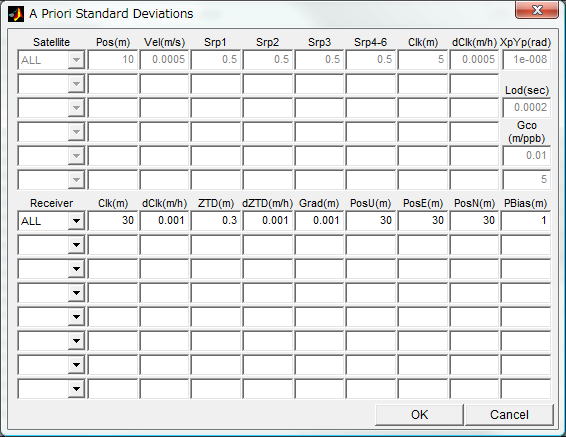 A Priori Standard Deviations
Satellite Pos(m) Vel(m/s) Srp1 Srp2 Srp3 Srp4-6 Clk(m) dClk(m/h) XpYp(rad)
ALL 10 0.0005 0.5 0.5 0.5 0.5 5 0.0005 1e-008
Lod(sec)
0.0002
Gco
(m/ppb)
0.01
5
Receiver Clk(m) dClk(m/h) ZTD(m) dZTD(m/h) Grad(m) PosU(m) PosE(m) PosN(m) PBias(m)
ALL 30 0.001 0.3 0.001 0.001 30 30 30 1
OK Cancel